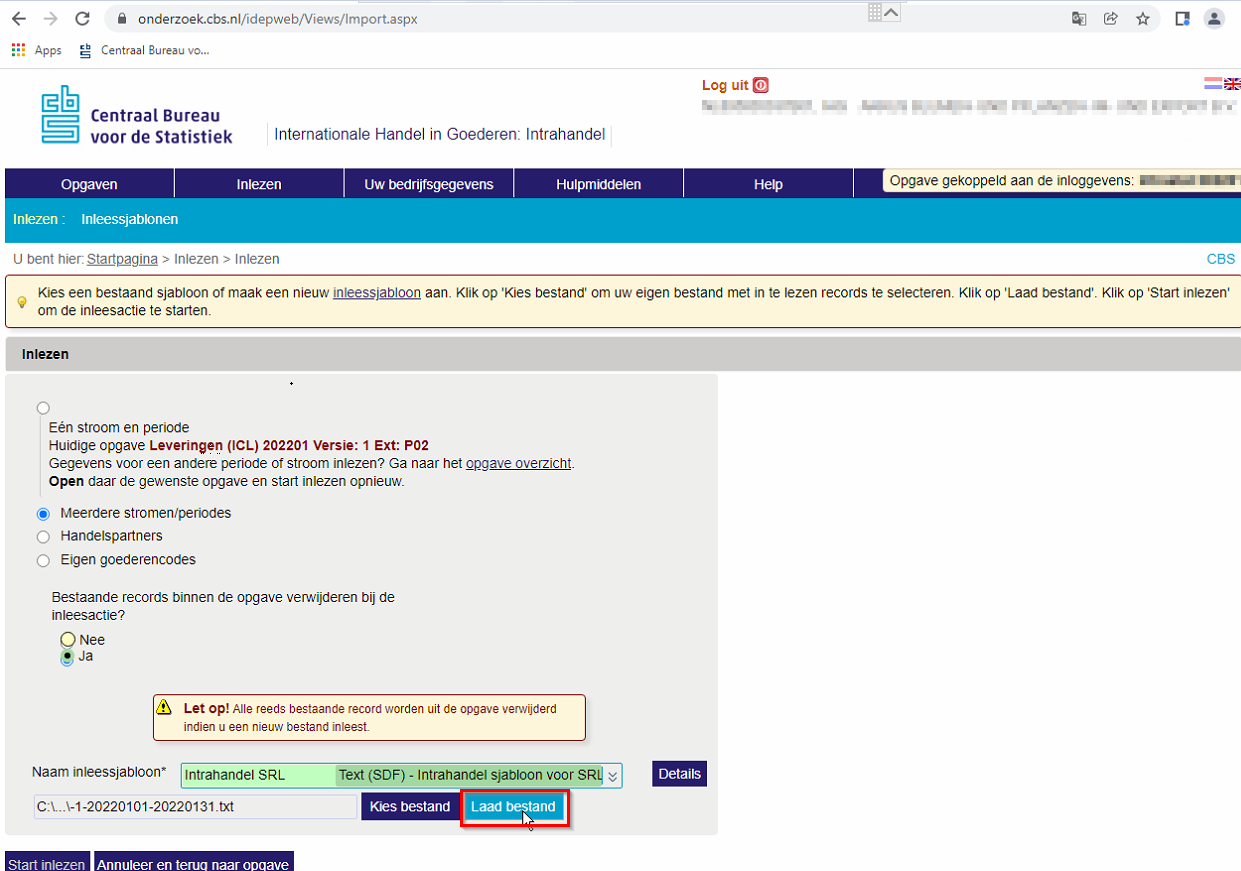 onderzoek.cbs.nl/idepweb/Views/Import.aspx
Apps Centraal Bureau vo...
Log uit
Centraal Bureau
voor de Statistiek
Internationale Handel in Goederen: Intrahandel
Opgaven Inlezen Uw bedrijfsgegevens Hulpmiddelen Help Opgave gekoppeld aan de inloggevens:
Inlezen : Inleessjablonen
U bent hier: Startpagina > Inlezen > Inlezen CBS
Kies een bestaand sjabloon of maak een nieuw inleessjabloon aan. Klik op 'Kies bestand' om uw eigen bestand met in te lezen records te selecteren. Klik op 'Laad bestand'. Klik op 'Start inlezen'
om de inleesactie te starten.
Inlezen
Eén stroom en periode
Huidige opgave Leveringen (ICL) 202201 Versie: 1 Ext: P02
Gegevens voor een andere periode of stroom inlezen? Ga naar het opgave overzicht.
Open daar de gewenste opgave en start inlezen opnieuw.
Meerdere stromen/periodes
Handelspartners
Eigen goederencodes
Bestaande records binnen de opgave verwijderen bij de
inleesactie?
Nee
Ja
Let op! Alle reeds bestaande record worden uit de opgave verwijderd
indien u een nieuw bestand inleest.
Naam inleessjabloon* Intrahandel SRL Text (SDF) - Intrahandel sjabloon voor SRL Details
C:\...\-1-20220101-20220131.txt Kies bestand Laad bestand
Start inlezen Annuleer en terug naar opgave